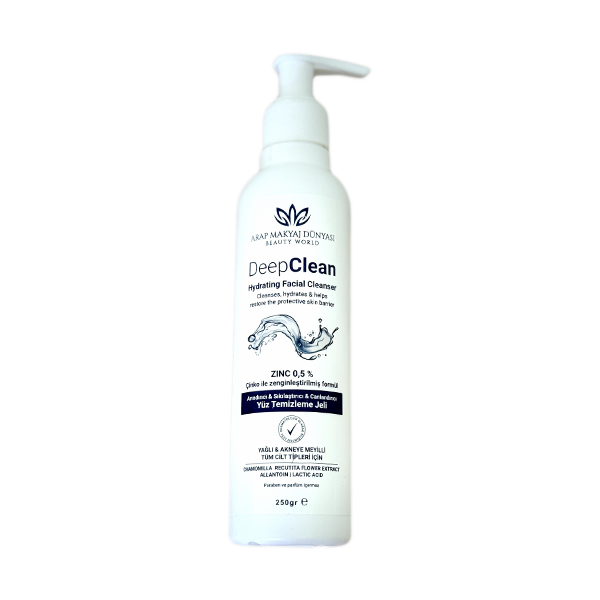 ARAP MAKYAJ DÜNYASI
BEAUTY WORLD
DeepClean
Hydrating Facial Cleanser
Cleanses, hydrates & helps
restore the protective skin barrier
ZINC 0,5 %
Çinko ile zenginleştirilmiş formül
Arındırıcı & Sıkılaştırıcı & Canlandırıcı
Yüz Temizleme Jeli
YAĞLI & AKNEYE MEYİLLİ
TÜM CİLT TİPLERİ İÇİN
CHAMOMILLA RECUTITA FLOWER EXTRACT
ALLANTOIN | LACTIC ACID
Paraben ve parfüm içermez
250gr ℮